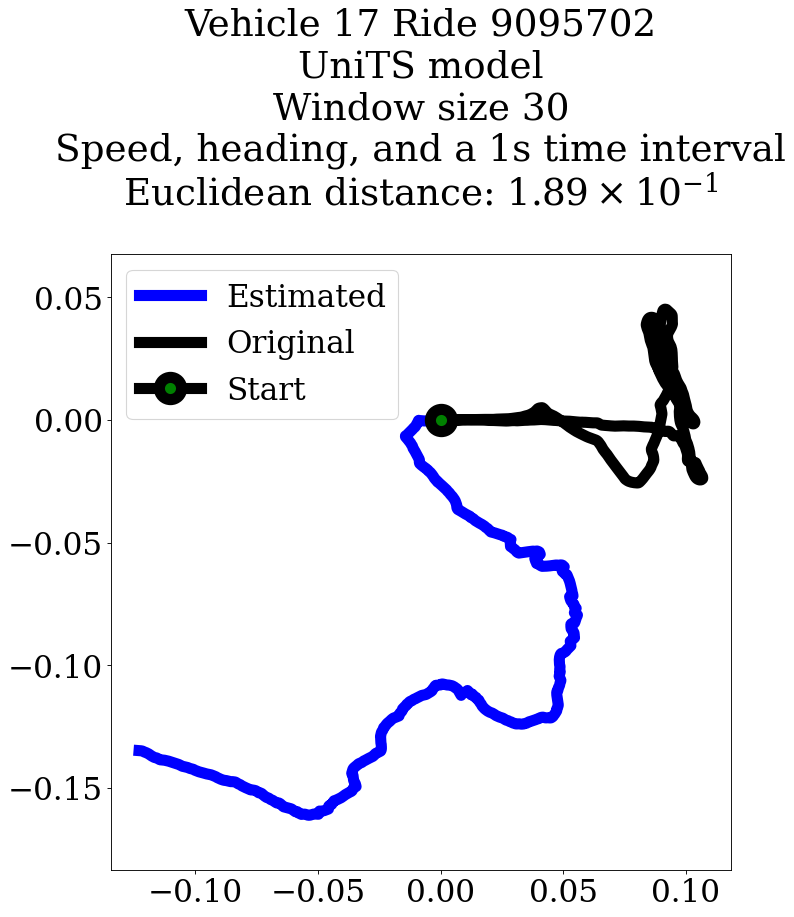 Vehicle 17 Ride 9095702
UniTS model
Window size 30
Speed, heading, and a 1s time interval
Euclidean distance: 1.89 × 10⁻¹
Estimated
Original
Start
0.05
0.00
−0.05
−0.10
−0.15
−0.10 −0.05 0.00 0.05 0.10